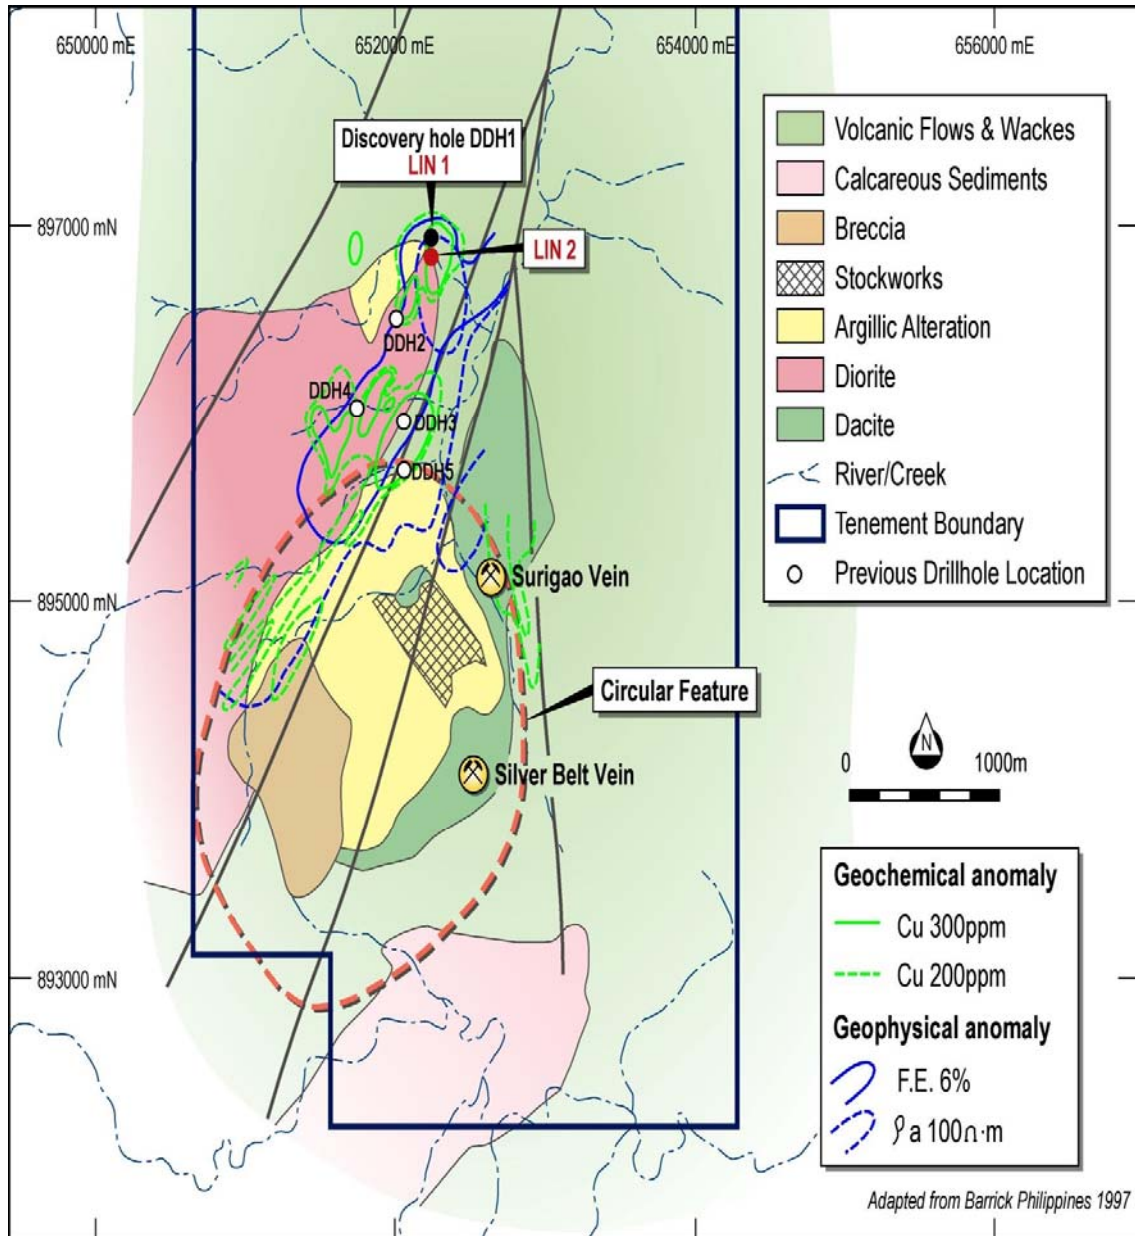 650000 mE
652000 mE
654000 mE
656000 mE
Discovery hole DDH1
LIN 1
897000 mN
LIN 2
DDH2
DDH4
DDH3
DDH5
Surigao Vein
895000 mN
Circular Feature
Silver Belt Vein
893000 mN
Volcanic Flows & Wackes
Calcareous Sediments
Breccia
Stockworks
Argillic Alteration
Diorite
Dacite
River/Creek
Tenement Boundary
Previous Drillhole Location
N
0 1000m
Geochemical anomaly
Cu 300ppm
Cu 200ppm
Geophysical anomaly
F.E. 6%
ρ a 100Ω·m
Adapted from Barrick Philippines 1997